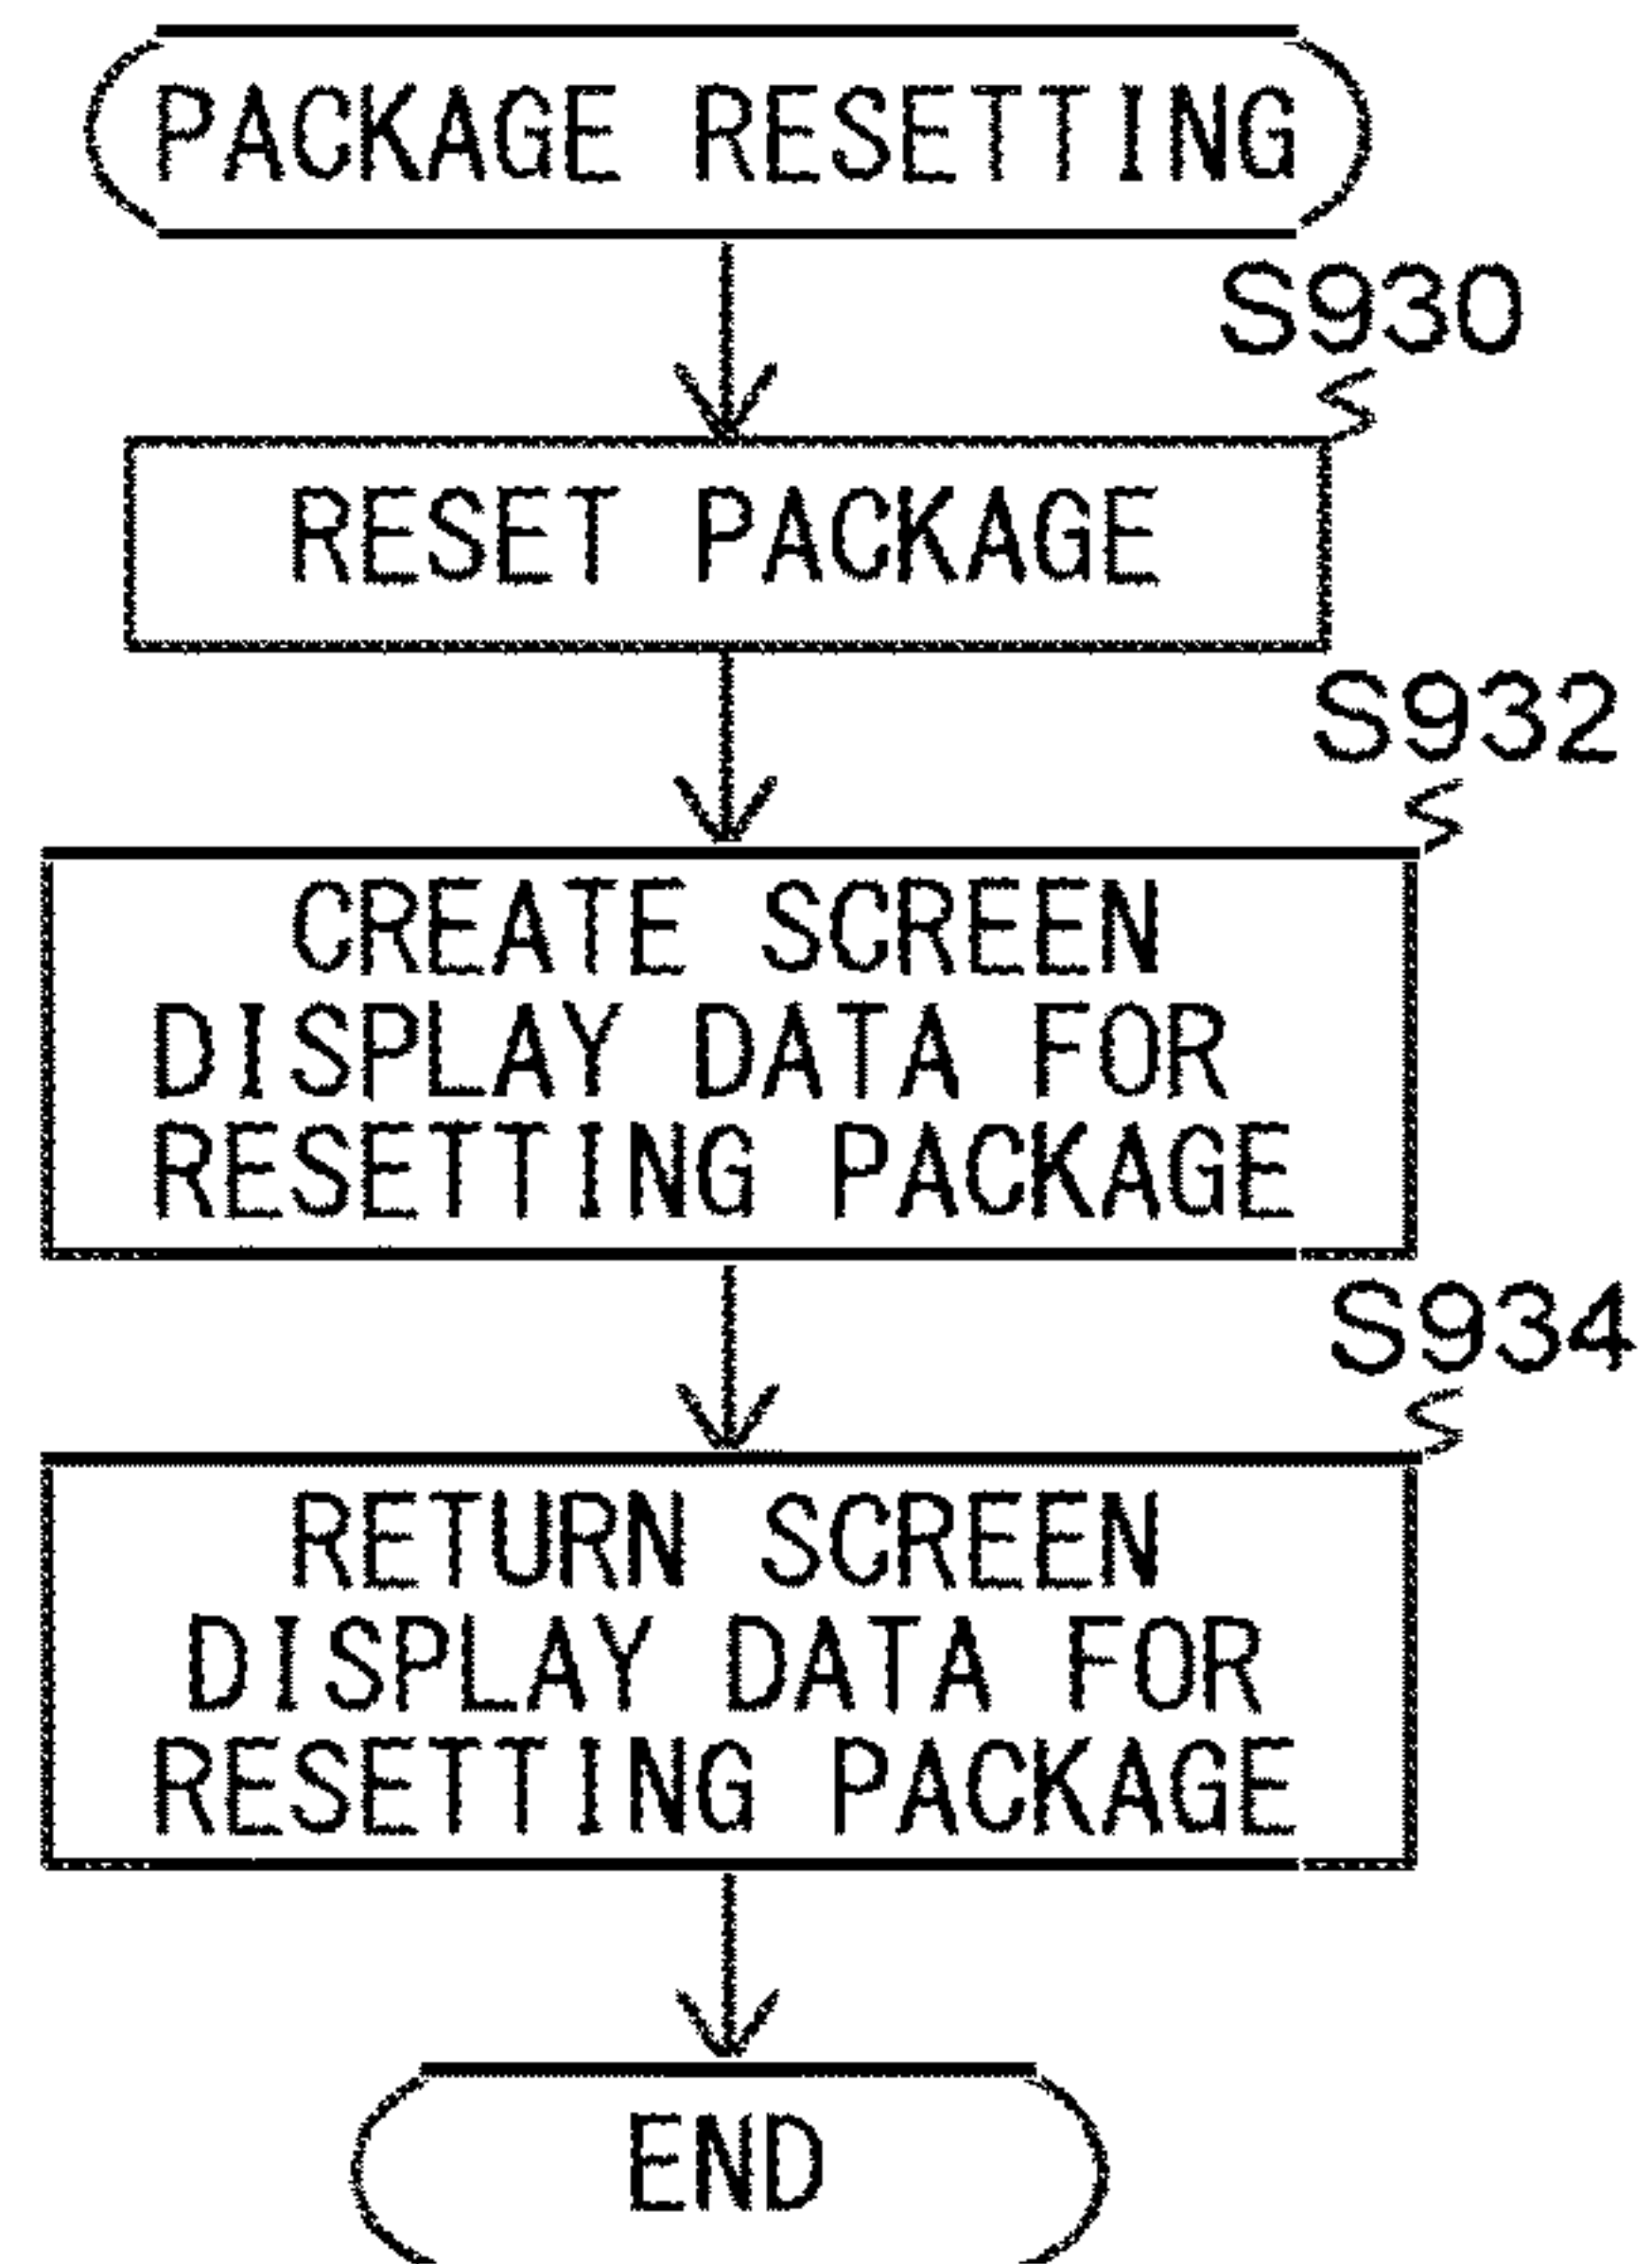 PACKAGE RESETTING
S930
RESET PACKAGE
S932
CREATE SCREEN
DISPLAY DATA FOR
RESETTING PACKAGE
S934
RETURN SCREEN
DISPLAY DATA FOR
RESETTING PACKAGE
END